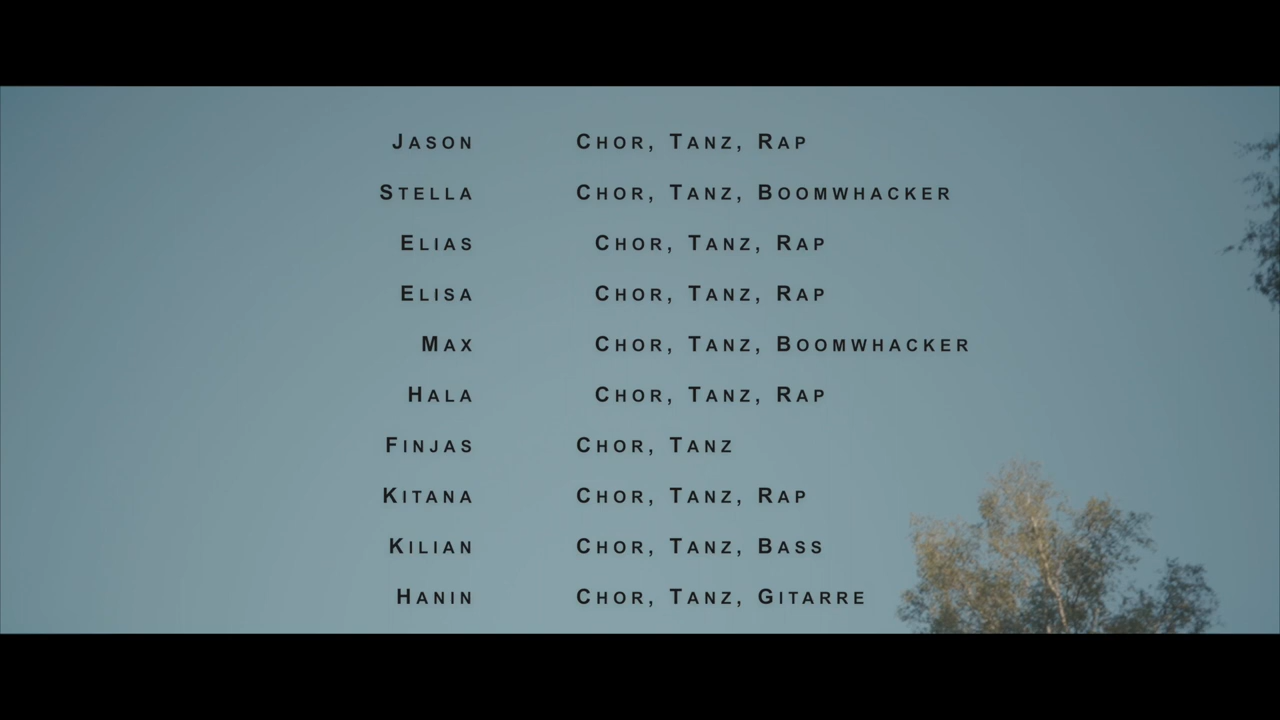 Jason Chor, Tanz, Rap
Stella Chor, Tanz, Boomwhacker
Elias Chor, Tanz, Rap
Elisa Chor, Tanz, Rap
Max Chor, Tanz, Boomwhacker
Hala Chor, Tanz, Rap
Finjas Chor, Tanz
Kitana Chor, Tanz, Rap
Kilian Chor, Tanz, Bass
Hanin Chor, Tanz, Gitarre